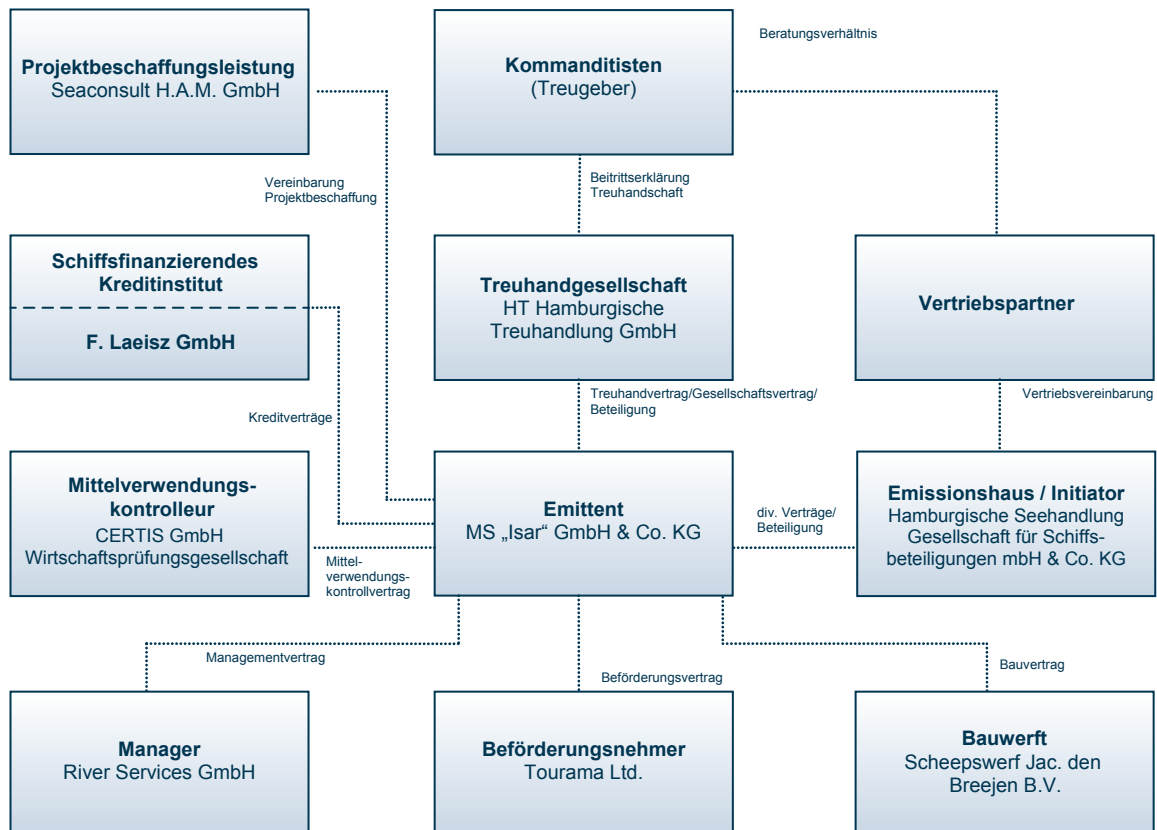 Projektbeschaffungsleistung
Seaconsult H.A.M. GmbH
Kommanditisten
(Treugeber)
Beratungsverhältnis
Vereinbarung
Projektbeschaffung
Beitrittserklärung
Treuhandschaft
Schiffsfinanzierendes
Kreditinstitut
F. Laeisz GmbH
Treuhandgesellschaft
HT Hamburgische
Treuhandlung GmbH
Vertriebspartner
Kreditverträge
Treuhandvertrag/Gesellschaftsvertrag/
Beteiligung
Vertriebsvereinbarung
Mittelverwendungs-
kontrolleur
CERTIS GmbH
Wirtschaftsprüfungsgesellschaft
Mittel-
verwendungs-
kontrollvertrag
Emittent
MS „Isar“ GmbH & Co. KG
div. Verträge/
Beteiligung
Emissionshaus / Initiator
Hamburgische Seehandlung
Gesellschaft für Schiffs-
beteiligungen mbH & Co. KG
Managementvertrag
Beförderungsvertrag
Bauvertrag
Manager
River Services GmbH
Beförderungsnehmer
Tourama Ltd.
Bauwerft
Scheepswerf Jac. den
Breejen B.V.